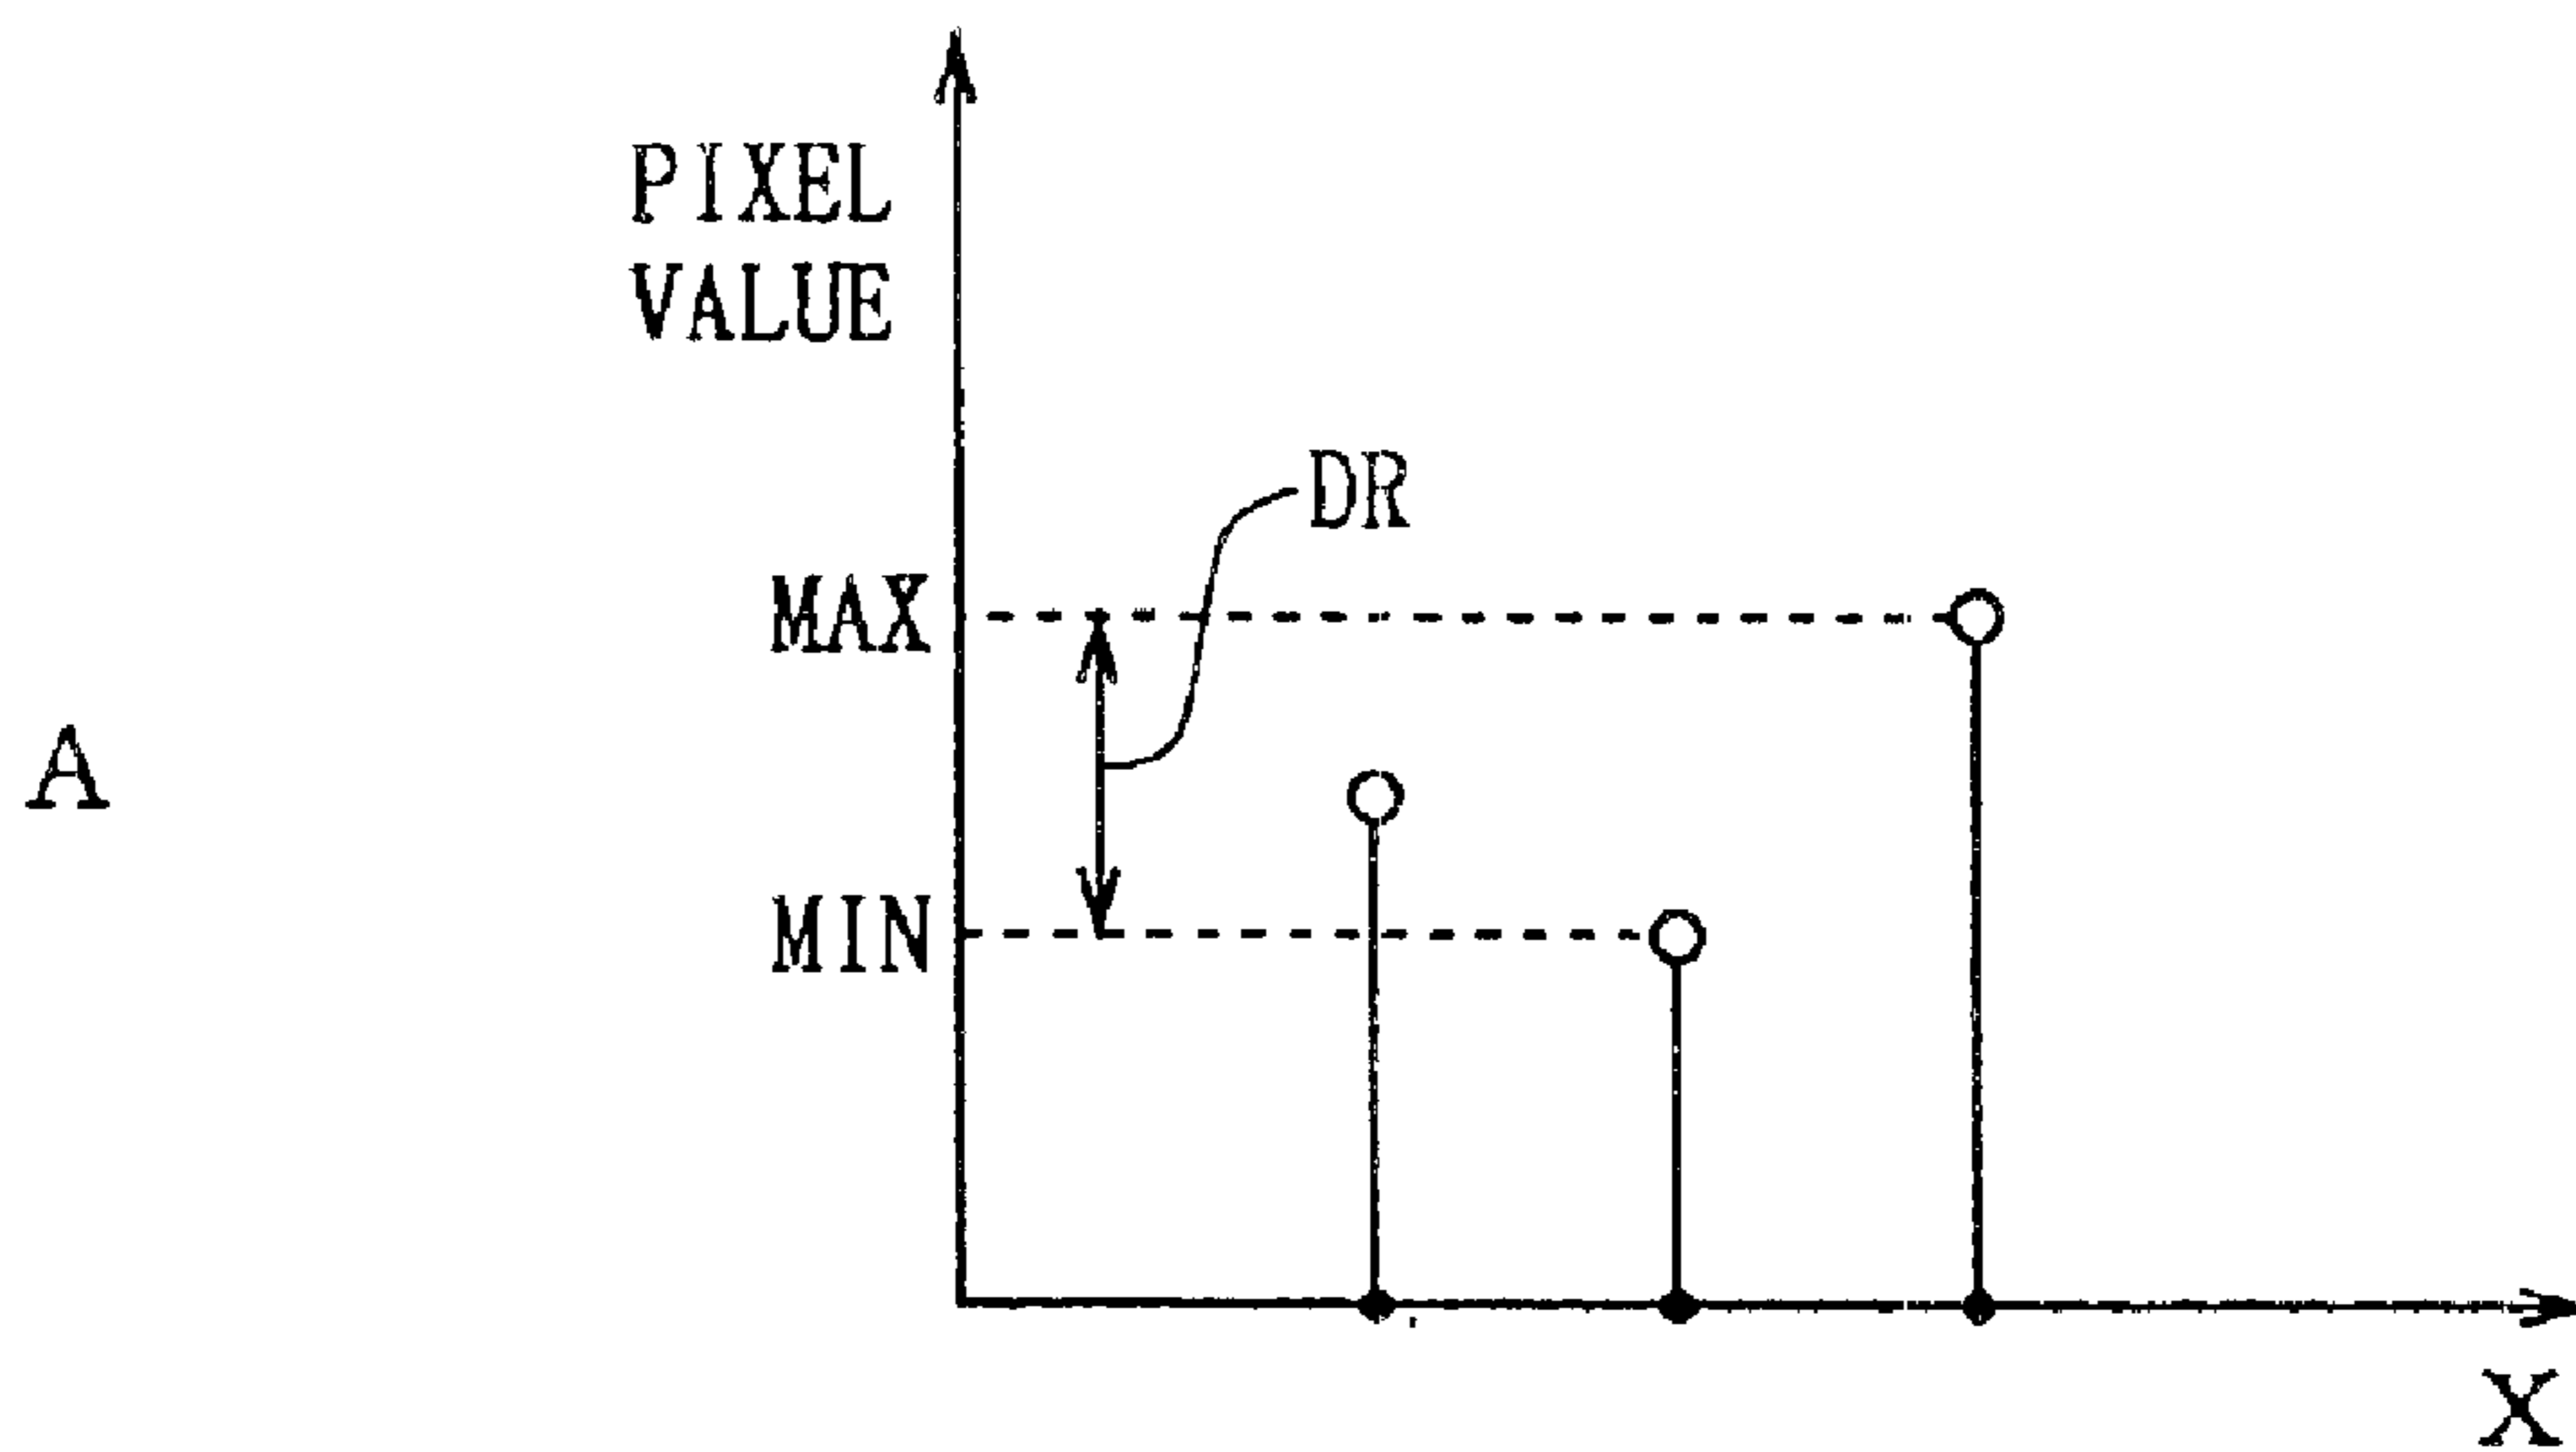 PIXEL
VALUE
DR
MAX
A
MIN
X